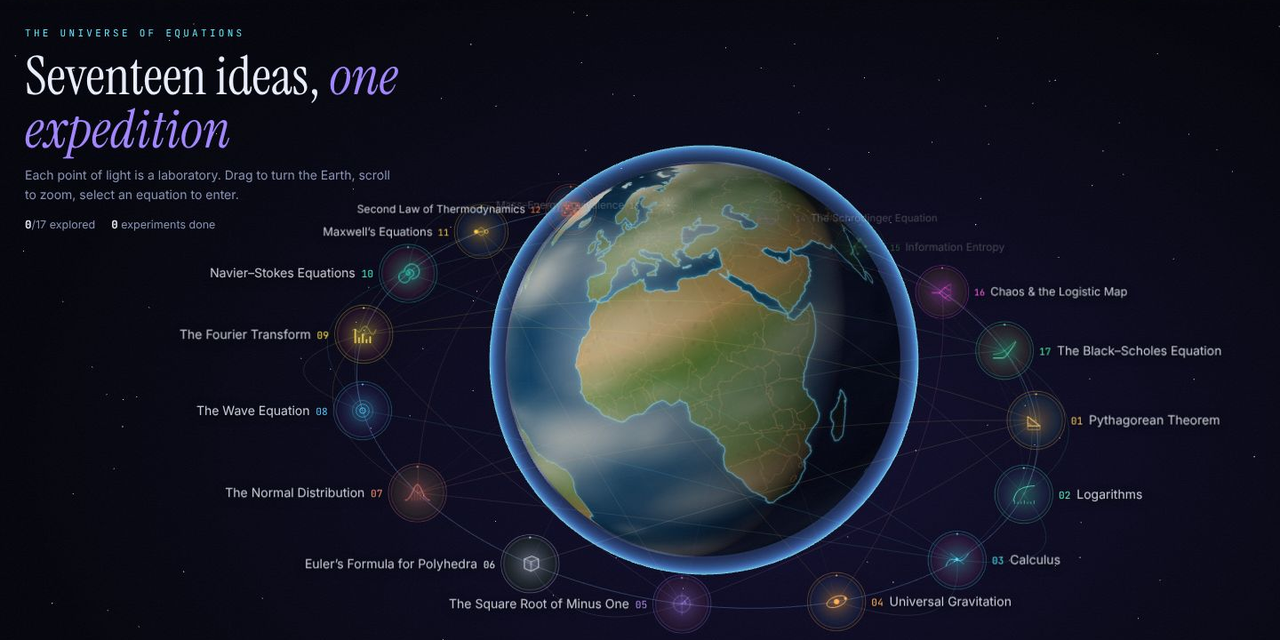 THE UNIVERSE OF EQUATIONS
Seventeen ideas, one
expedition
Each point of light is a laboratory. Drag to turn the Earth, scroll
to zoom, select an equation to enter.
0/17 explored 0 experiments done
Second Law of Thermodynamics 12
Maxwell’s Equations 11
Navier–Stokes Equations 10
The Fourier Transform 09
The Wave Equation 08
The Normal Distribution 07
Euler’s Formula for Polyhedra 06
The Square Root of Minus One 05
The Schrödinger Equation
15 Information Entropy
16 Chaos & the Logistic Map
17 The Black–Scholes Equation
01 Pythagorean Theorem
02 Logarithms
03 Calculus
04 Universal Gravitation